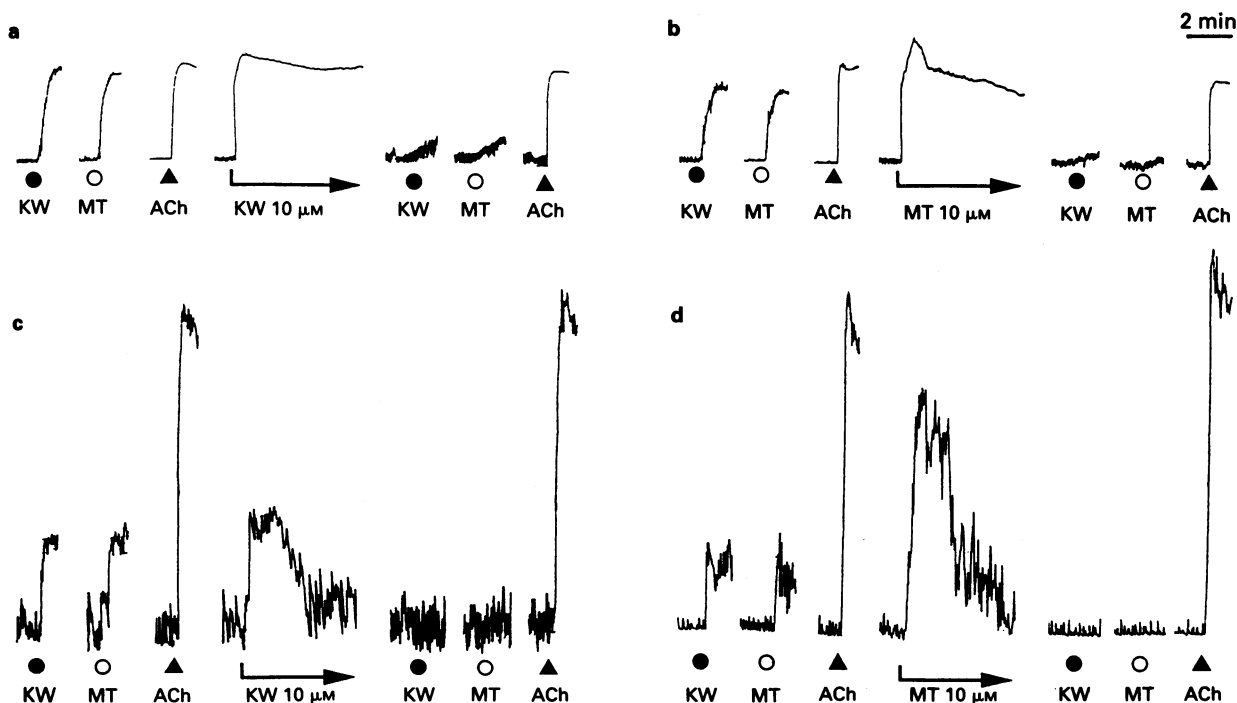 a
b
2 min
KW MT ACh KW 10 μM KW MT ACh
KW MT ACh MT 10 μM KW MT ACh
c
d
KW MT ACh KW 10 μM KW MT ACh
KW MT ACh MT 10 μM KW MT ACh